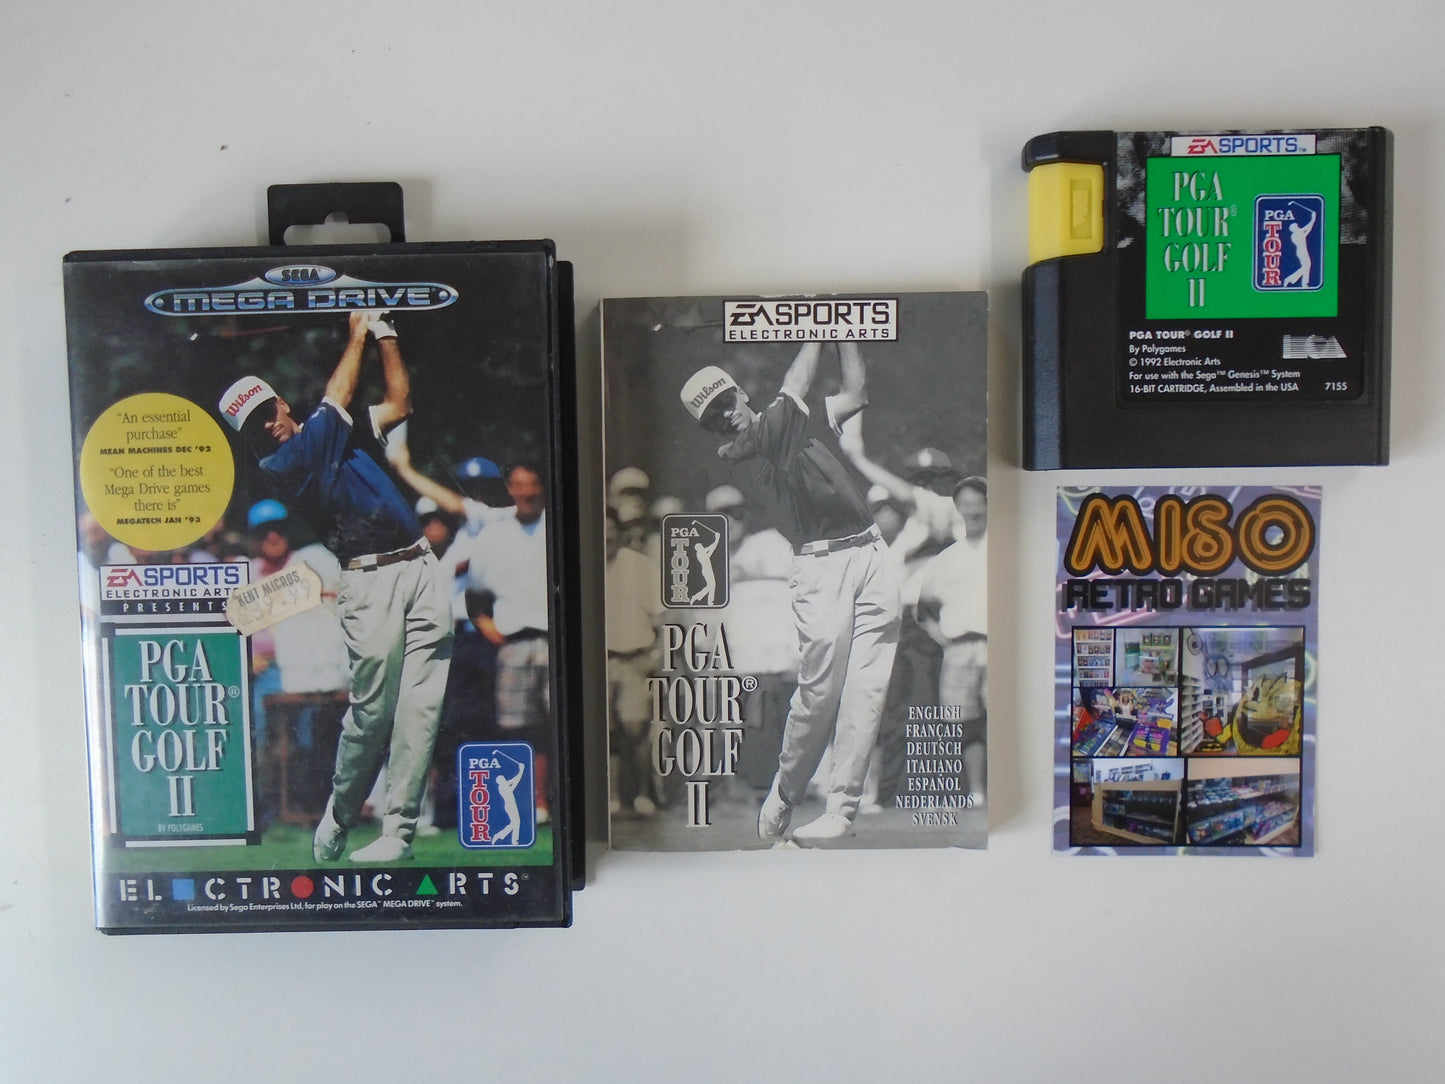 SEGA
MEGA DRIVE
Wilson
"An essential
purchase"
MEAN MACHINES DEC '92
"One of the best
Mega Drive games
there is"
MEGATECH JAN '93
EA SPORTS
ELECTRONIC ARTS
PRESENTS
KENT MICROS
PGA
TOUR®
GOLF
II
BY POLYGAMES
PGA
TOUR
ELECTRONIC ARTS™
Licensed by Sega Enterprises Ltd, for play on the SEGA™ MEGA DRIVE™ system.
EA SPORTS
ELECTRONIC ARTS
Wilson
PGA
TOUR
PGA
TOUR®
GOLF
II
ENGLISH
FRANÇAIS
DEUTSCH
ITALIANO
ESPAÑOL
NEDERLANDS
SVENSK
EA SPORTS™
PGA
TOUR®
GOLF
II
PGA
TOUR
PGA TOUR® GOLF II
By Polygames
© 1992 Electronic Arts
For use with the Sega™ Genesis™ System
16-BIT CARTRIDGE, Assembled in the USA 7155
MISO
RETRO GAMES